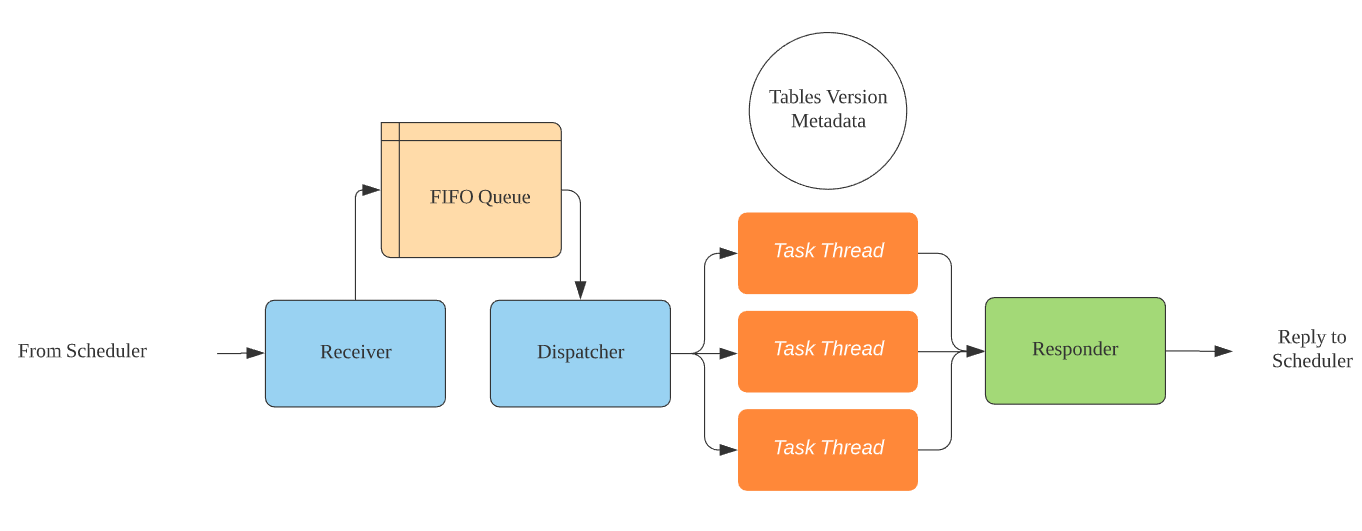 Tables Version
Metadata
FIFO Queue
Task Thread
From Scheduler
Receiver
Dispatcher
Task Thread
Responder
Reply to
Scheduler
Task Thread